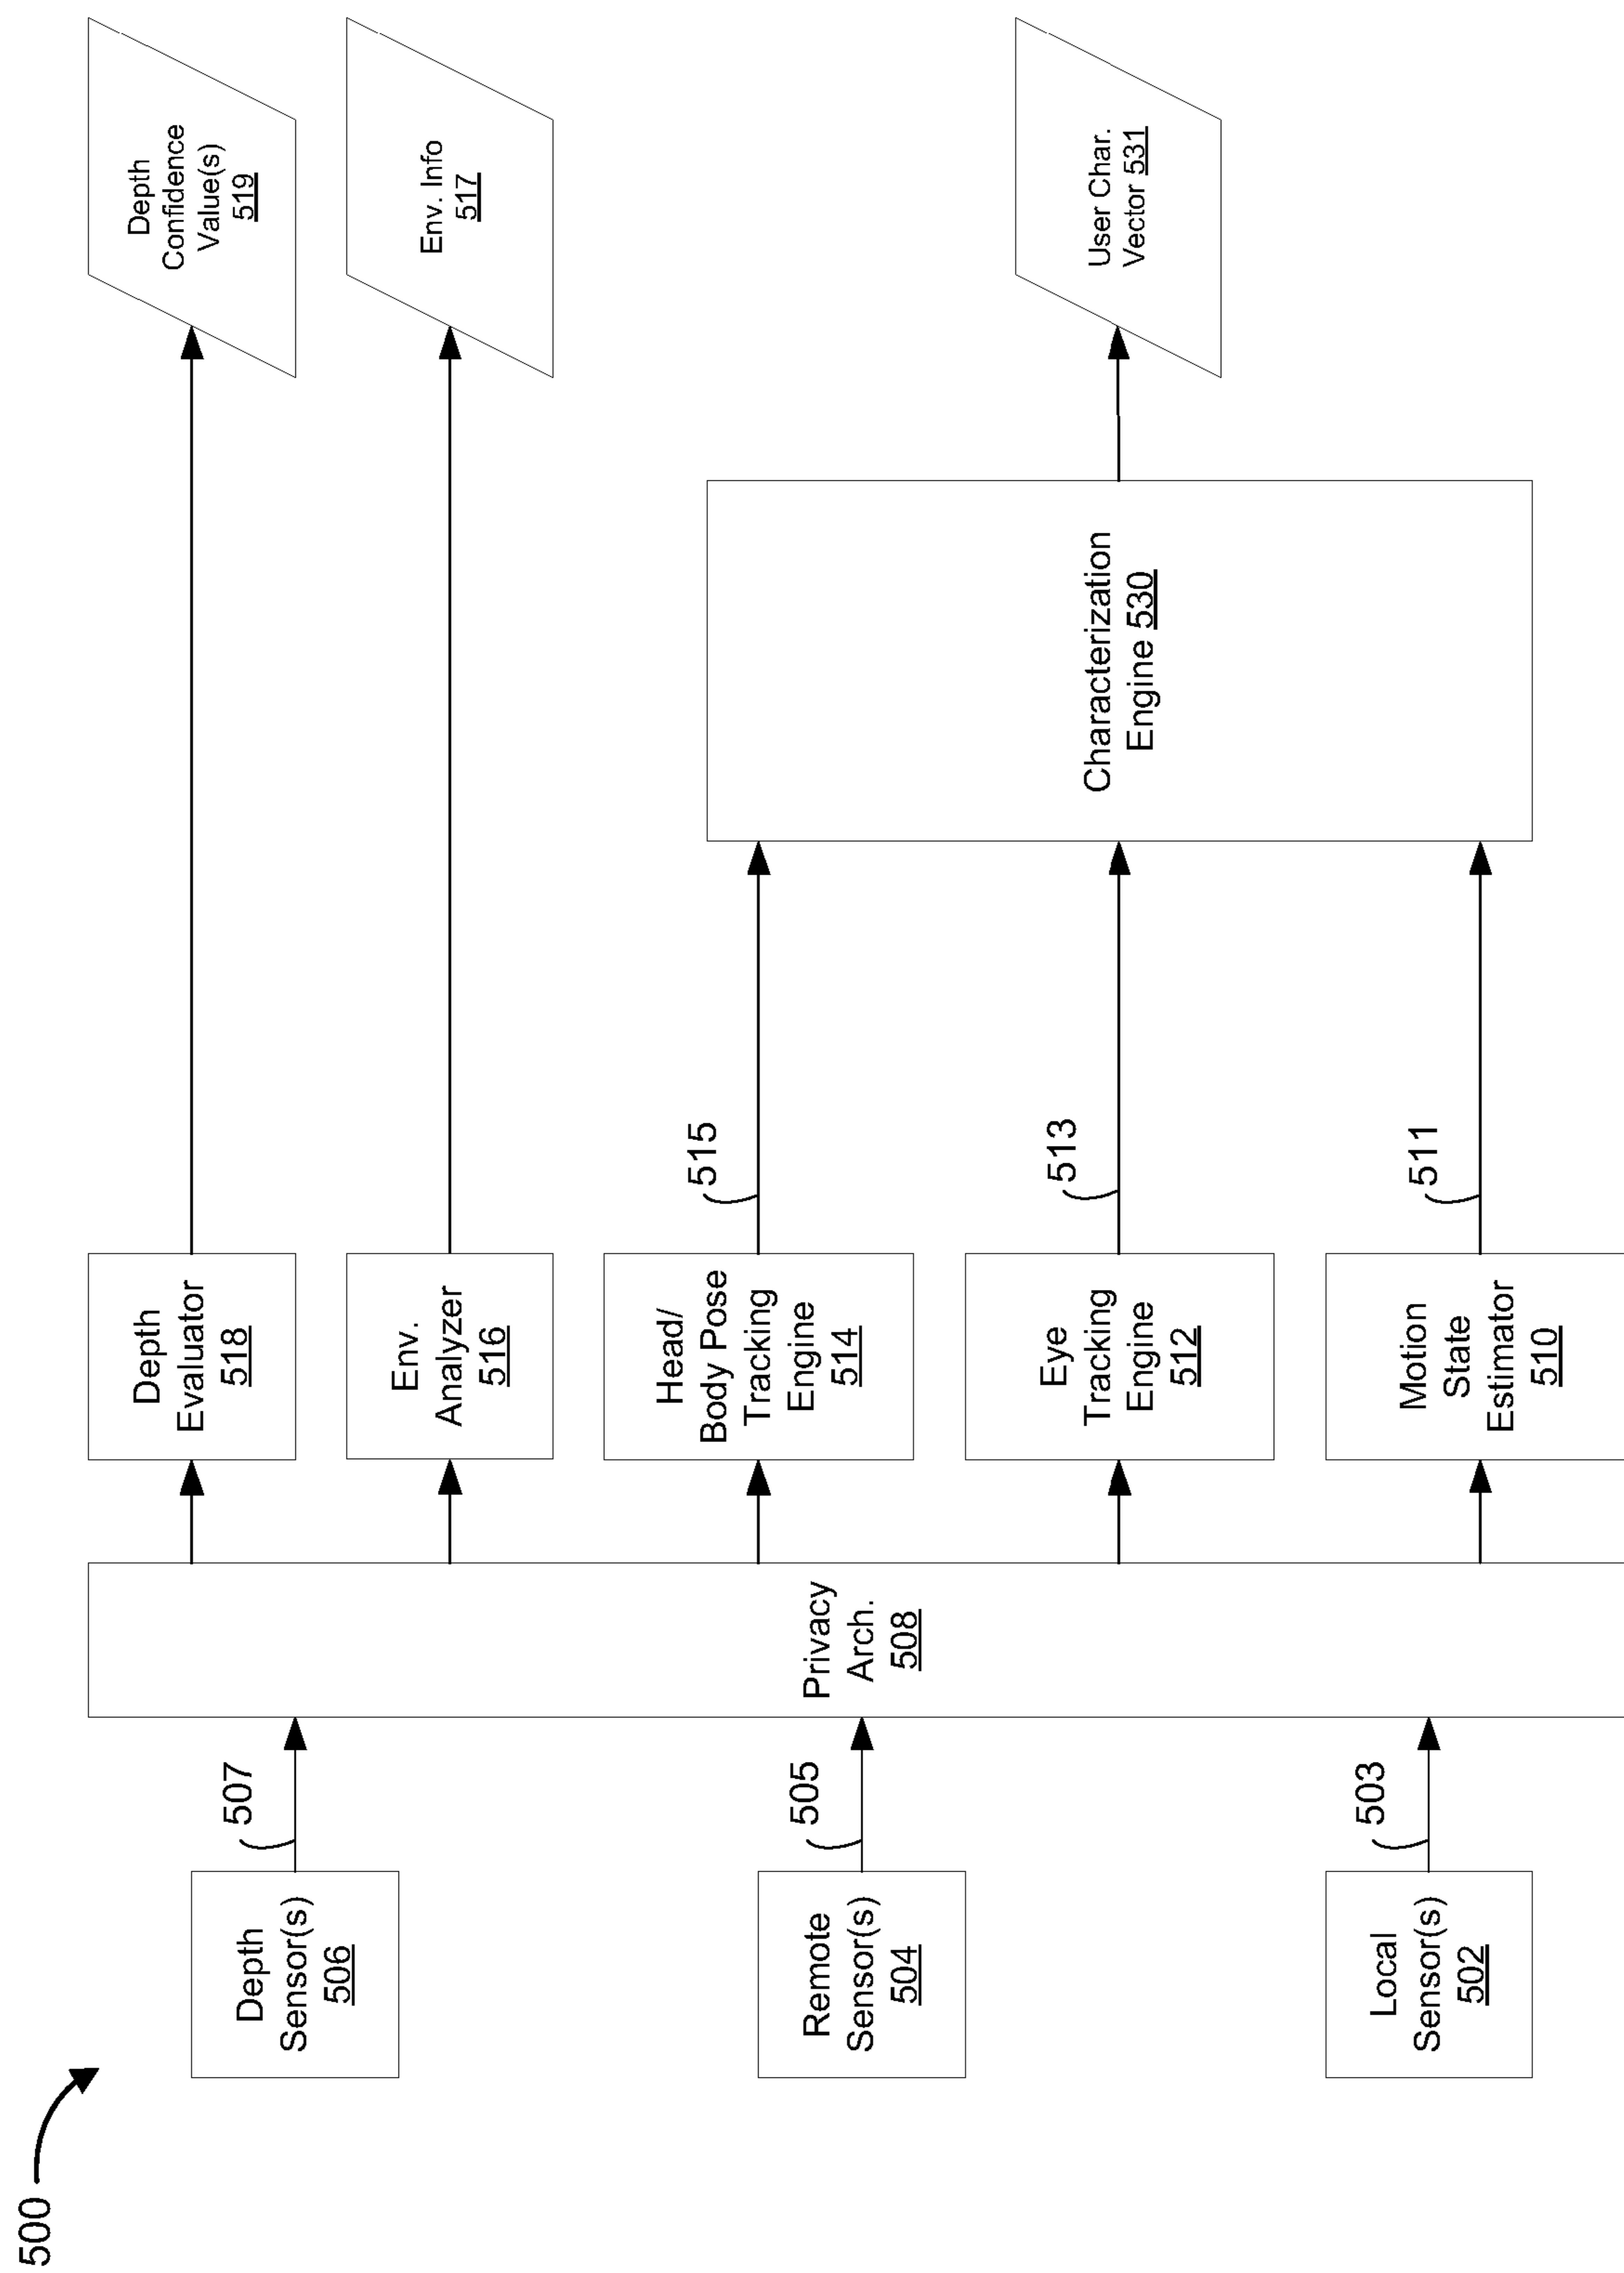 500
Depth
Sensor(s)
506
507
Remote
Sensor(s)
504
505
Local
Sensor(s)
502
503
Privacy
Arch.
508
Depth
Evaluator
518
Env.
Analyzer
516
Head/
Body Pose
Tracking
Engine
514
515
Eye
Tracking
Engine
512
513
Motion
State
Estimator
510
511
Characterization
Engine 530
Depth
Confidence
Value(s)
519
Env. Info
517
User Char.
Vector 531